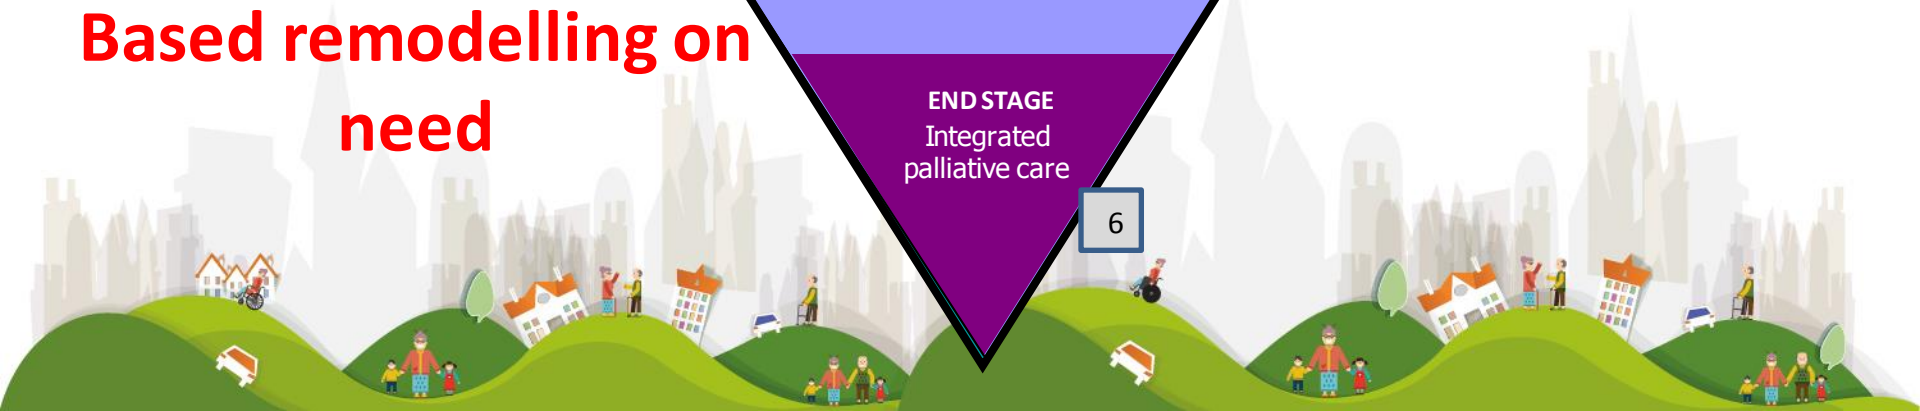 Based remodelling on
need
END STAGE
Integrated
palliative care
6